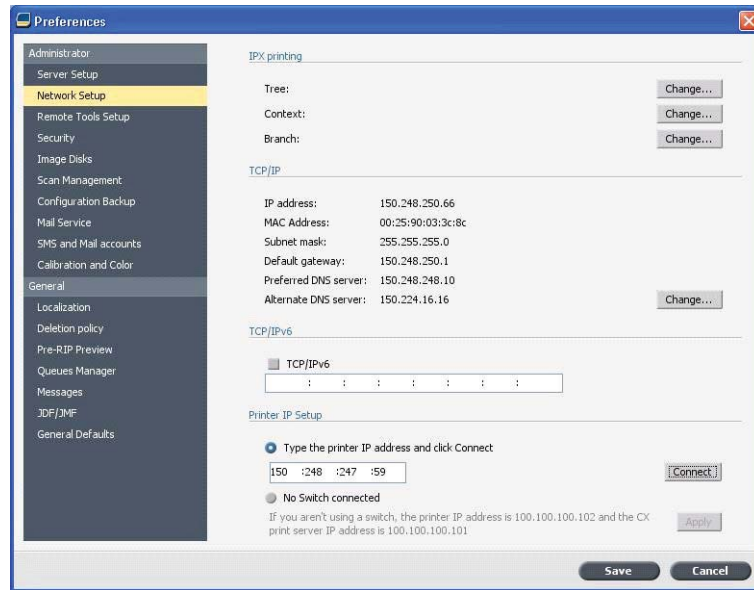 Preferences
Administrator
Server Setup
Network Setup
Remote Tools Setup
Security
Image Disks
Scan Management
Configuration Backup
Mail Service
SMS and Mail accounts
Calibration and Color
General
Localization
Deletion policy
Pre-RIP Preview
Queues Manager
Messages
JDF/JMF
General Defaults
IPX printing
Tree: Change...
Context: Change...
Branch: Change...
TCP/IP
IP address: 150.248.250.66
MAC Address: 00:25:90:03:3c:8c
Subnet mask: 255.255.255.0
Default gateway: 150.248.250.1
Preferred DNS server: 150.248.248.10
Alternate DNS server: 150.224.16.16 Change...
TCP/IPv6
TCP/IPv6
: : : : : : :
Printer IP Setup
Type the printer IP address and click Connect
150 :248 :247 :59 Connect
No Switch connected
If you aren't using a switch, the printer IP address is 100.100.100.102 and the CX
print server IP address is 100.100.100.101 Apply
Save Cancel